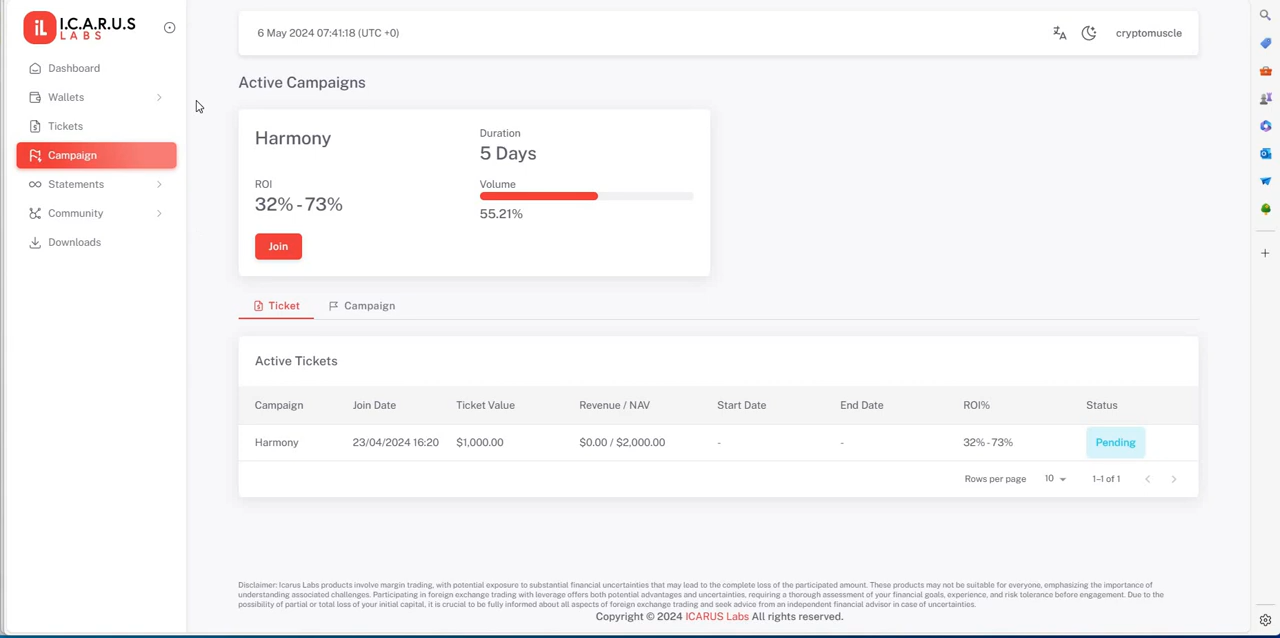 iL I.C.A.R.U.S
LABS
6 May 2024 07:41:18 (UTC +0)
cryptomuscle
Dashboard
Wallets
Tickets
Campaign
Statements
Community
Downloads
Active Campaigns
Harmony
Duration
5 Days
ROI
32% - 73%
Volume
55.21%
Join
Ticket
Campaign
Active Tickets
Campaign Join Date Ticket Value Revenue / NAV Start Date End Date ROI% Status
Harmony 23/04/2024 16:20 $1,000.00 $0.00 / $2,000.00 - - 32% - 73% Pending
Rows per page 10 1–1 of 1
Disclaimer: Icarus Labs products involve margin trading, with potential exposure to substantial financial uncertainties that may lead to the complete loss of the participated amount. These products may not be suitable for everyone, emphasizing the importance of
understanding associated challenges. Participating in foreign exchange trading with leverage offers both potential advantages and uncertainties, requiring a thorough assessment of your financial goals, experience, and risk tolerance before engagement. Due to the
possibility of partial or total loss of your initial capital, it is crucial to be fully informed about all aspects of foreign exchange trading and seek advice from an independent financial advisor in case of uncertainties.
Copyright © 2024 ICARUS Labs All rights reserved.